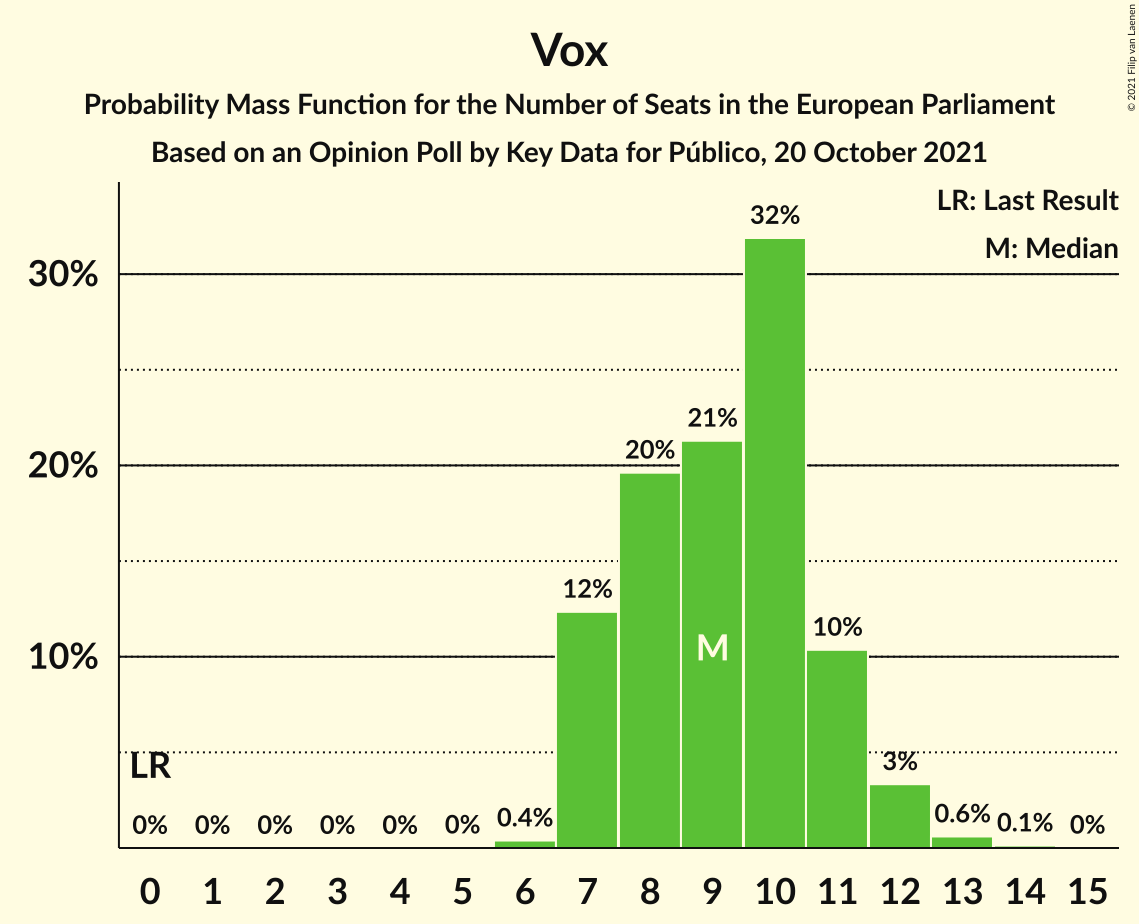 Vox
Probability Mass Function for the Number of Seats in the European Parliament
Based on an Opinion Poll by Key Data for Público, 20 October 2021
© 2021 Filip van Laenen
LR: Last Result
M: Median
30%
20%
10%
32%
21%
20%
12%
10%
3%
0.6%
0.4%
0.1%
0% 0% 0% 0% 0% 0% 0%
LR
M
0 1 2 3 4 5 6 7 8 9 10 11 12 13 14 15